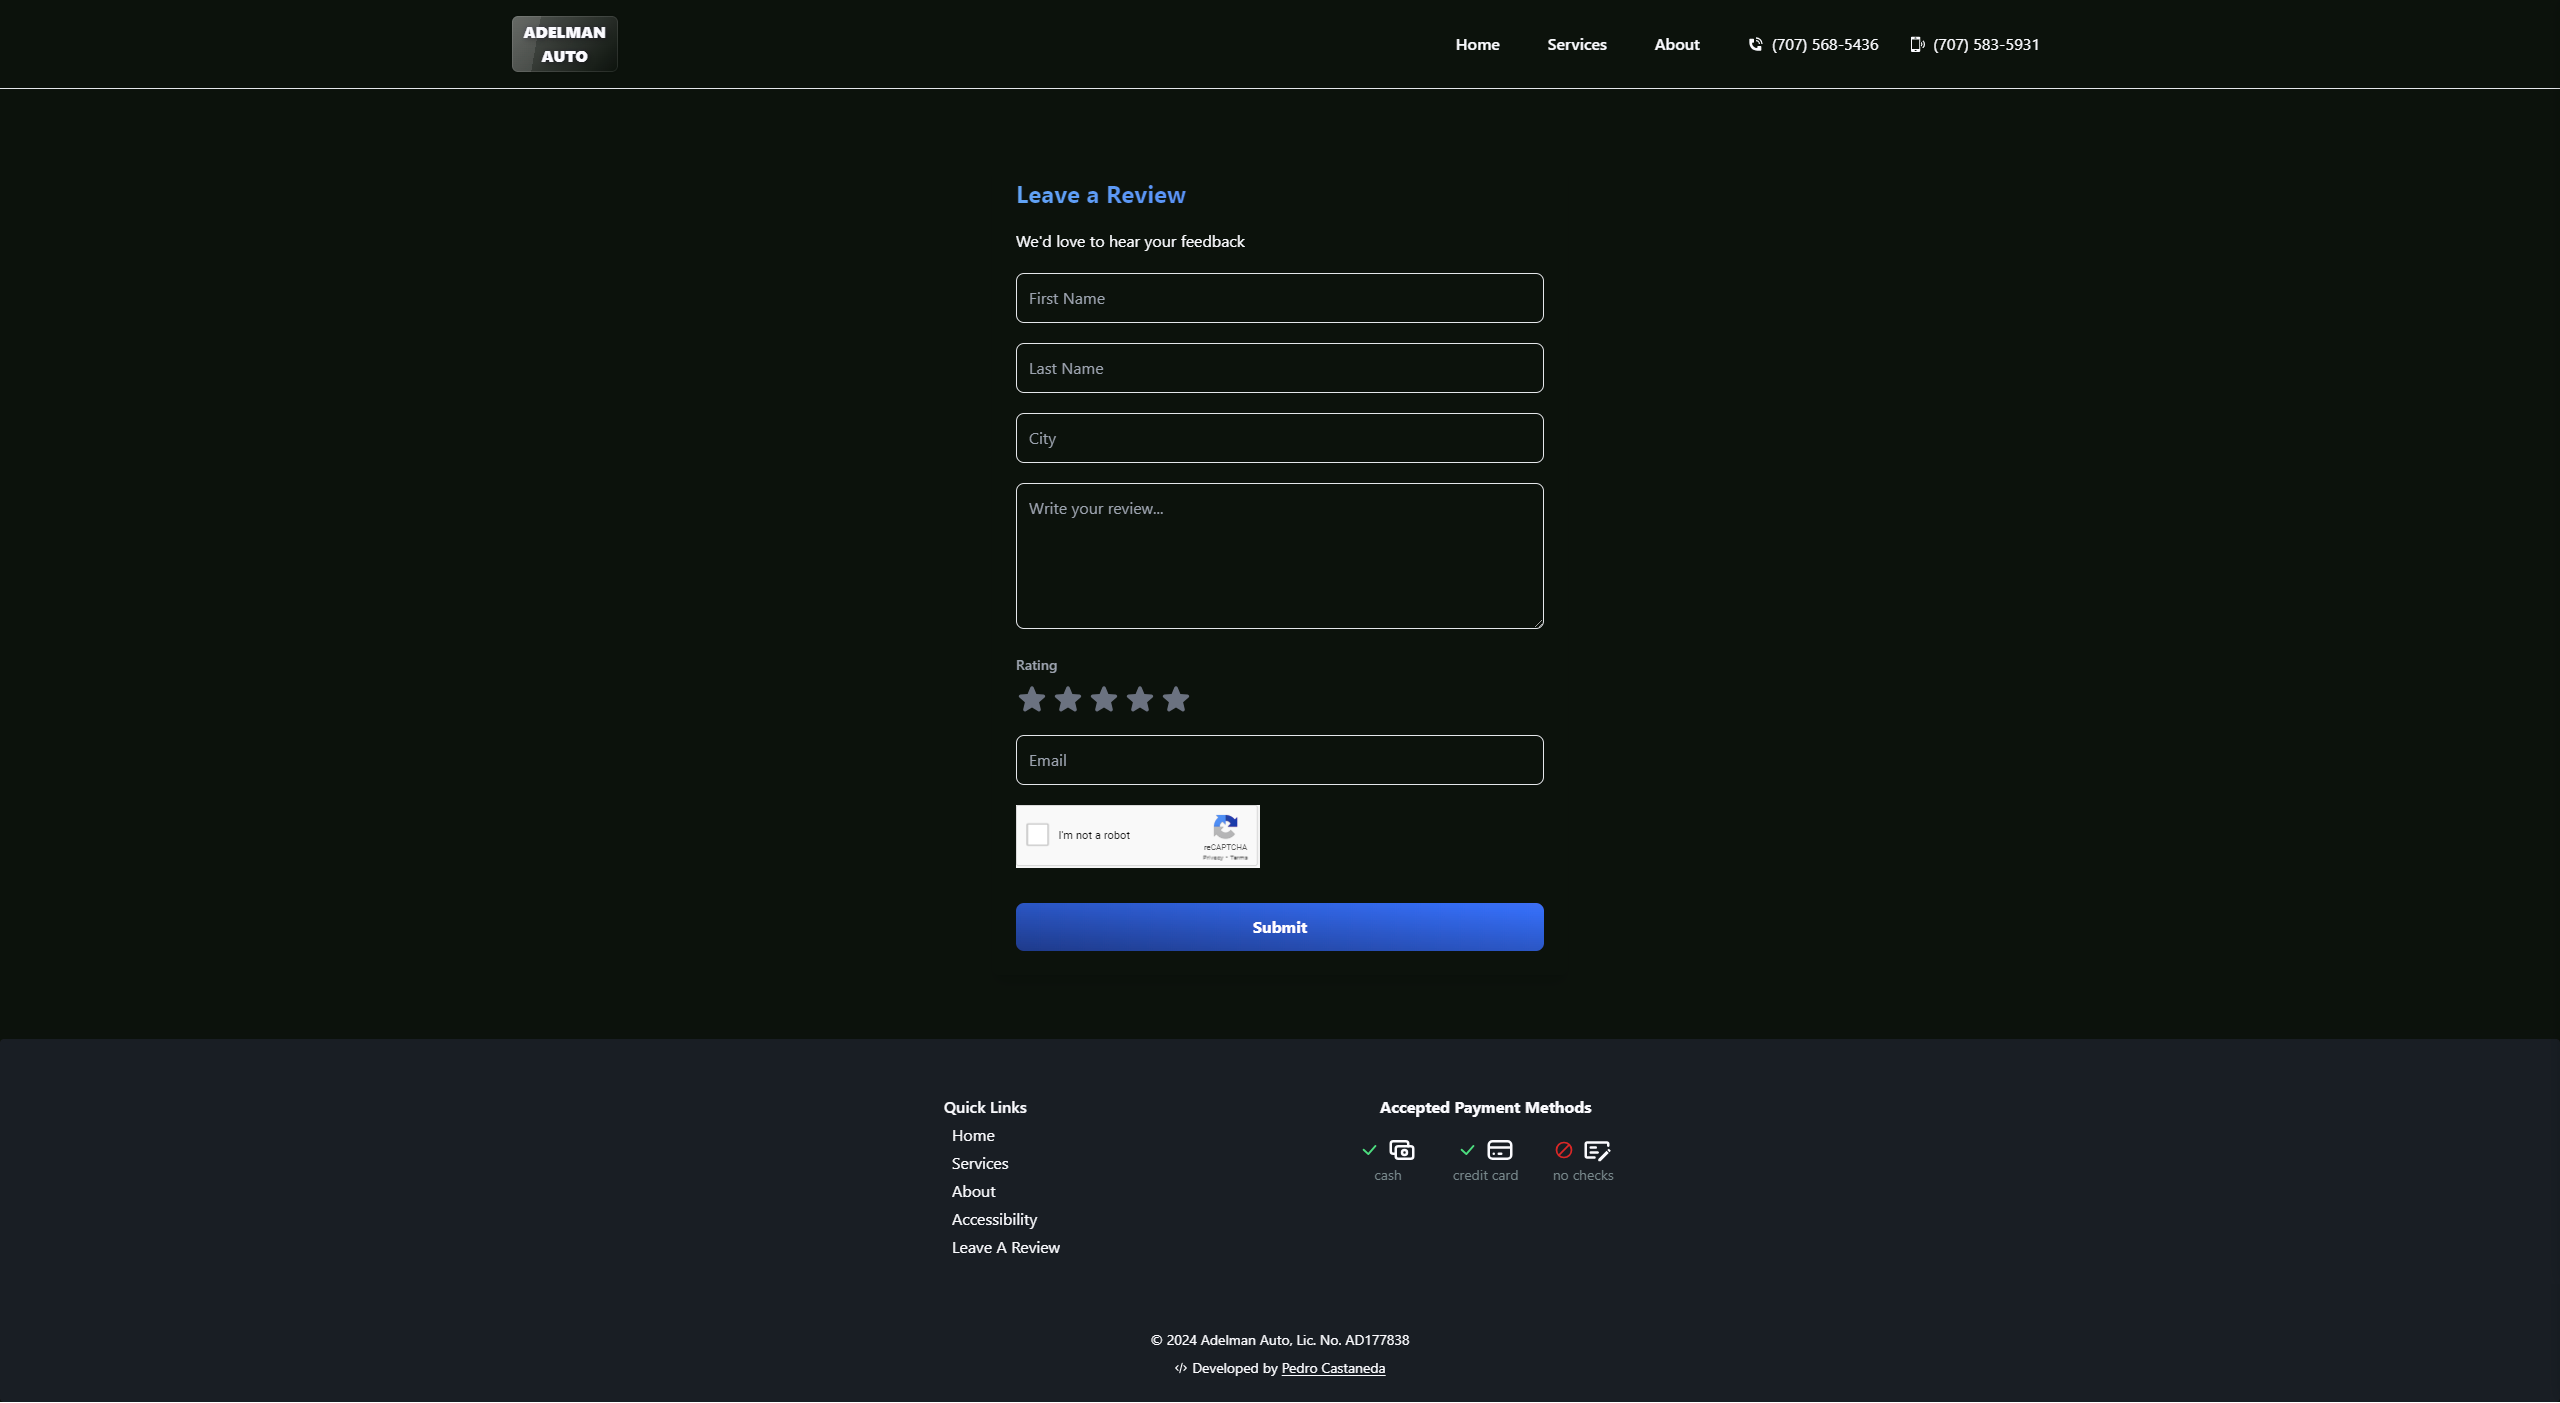 ADELMAN
AUTO
Home Services About (707) 568-5436 (707) 583-5931
Leave a Review
We'd love to hear your feedback
First Name
Last Name
City
Write your review...
Rating
Email
I'm not a robot
reCAPTCHA
Privacy - Terms
Submit
Quick Links
Home
Services
About
Accessibility
Leave A Review
Accepted Payment Methods
cash credit card no checks
© 2024 Adelman Auto, Lic. No. AD177838
Developed by Pedro Castaneda